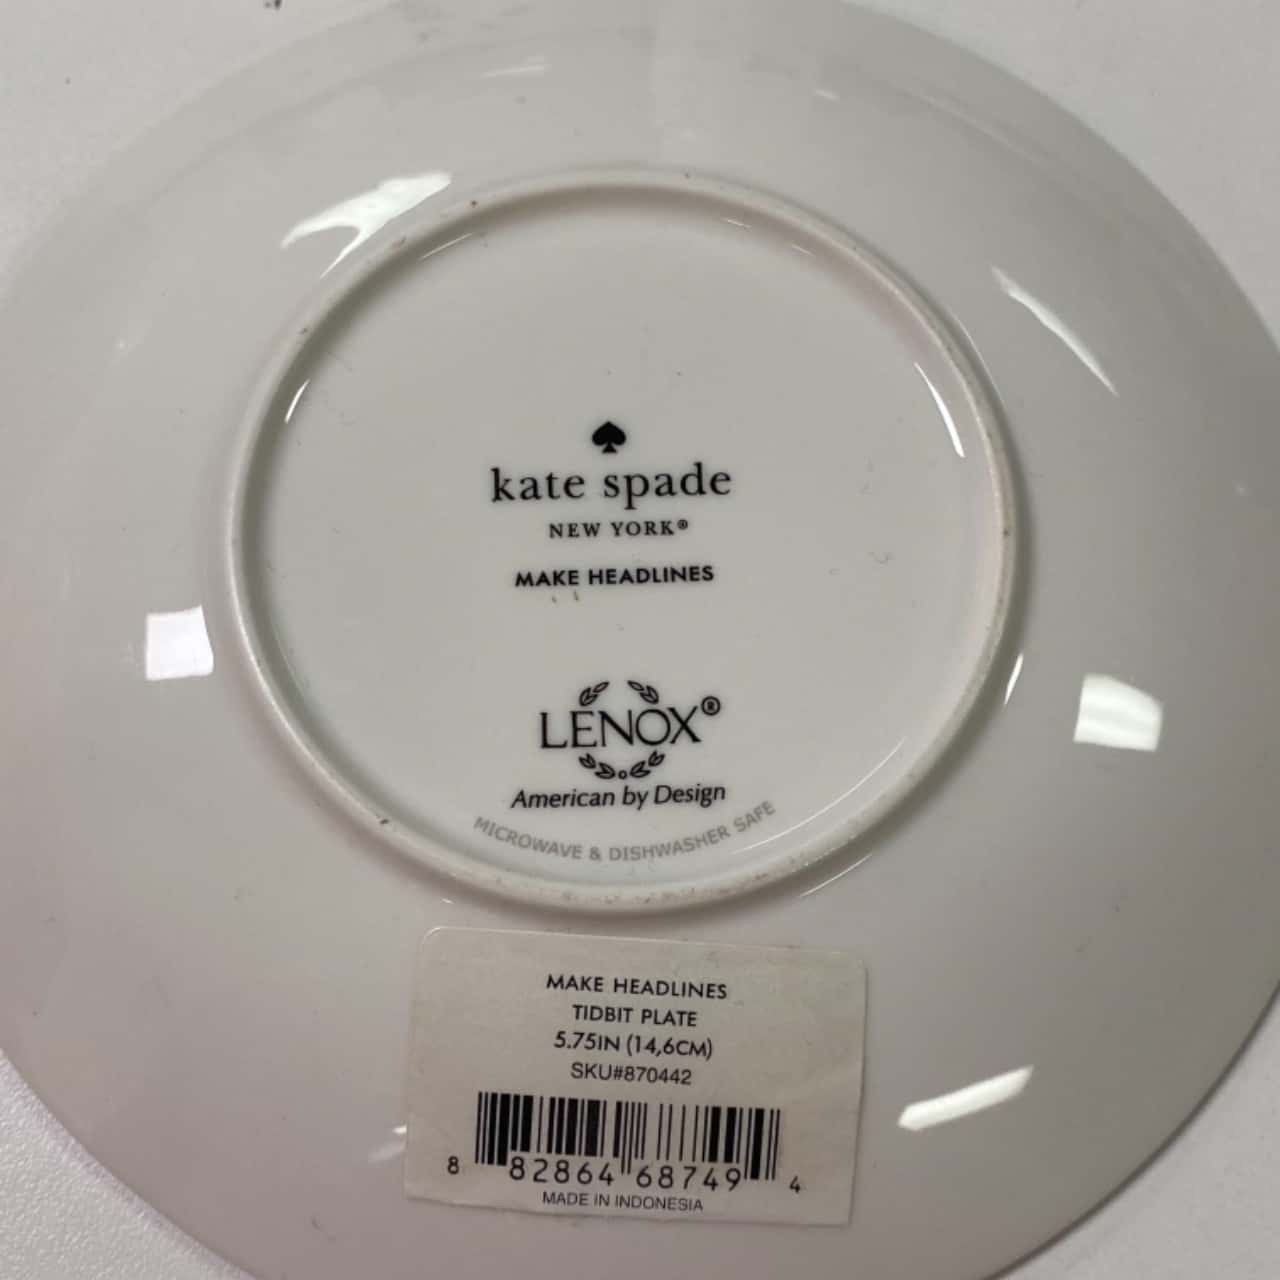 kate spade
NEW YORK®
MAKE HEADLINES
LENOX®
American by Design
MICROWAVE & DISHWASHER SAFE
MAKE HEADLINES
TIDBIT PLATE
5.75IN (14,6CM)
SKU#870442
8 82864 68749 4
MADE IN INDONESIA